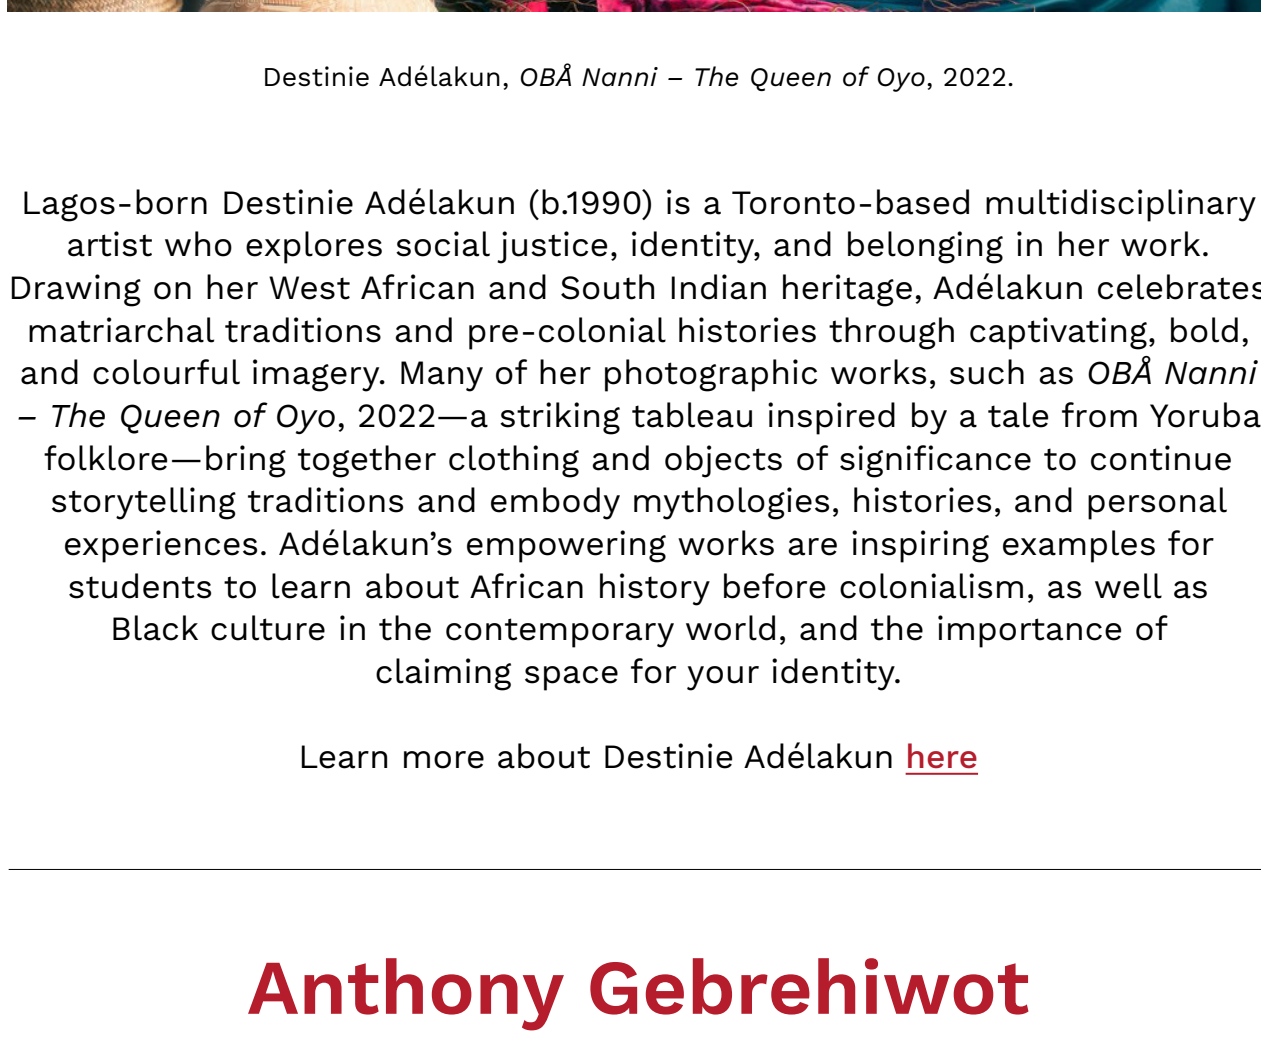 Destinie Adélakun, OBÅ Nanni – The Queen of Oyo, 2022.
Lagos-born Destinie Adélakun (b.1990) is a Toronto-based multidisciplinary
artist who explores social justice, identity, and belonging in her work.
Drawing on her West African and South Indian heritage, Adélakun celebrates
matriarchal traditions and pre-colonial histories through captivating, bold,
and colourful imagery. Many of her photographic works, such as OBÅ Nanni
– The Queen of Oyo, 2022—a striking tableau inspired by a tale from Yoruba
folklore—bring together clothing and objects of significance to continue
storytelling traditions and embody mythologies, histories, and personal
experiences. Adélakun’s empowering works are inspiring examples for
students to learn about African history before colonialism, as well as
Black culture in the contemporary world, and the importance of
claiming space for your identity.
Learn more about Destinie Adélakun here
Anthony Gebrehiwot